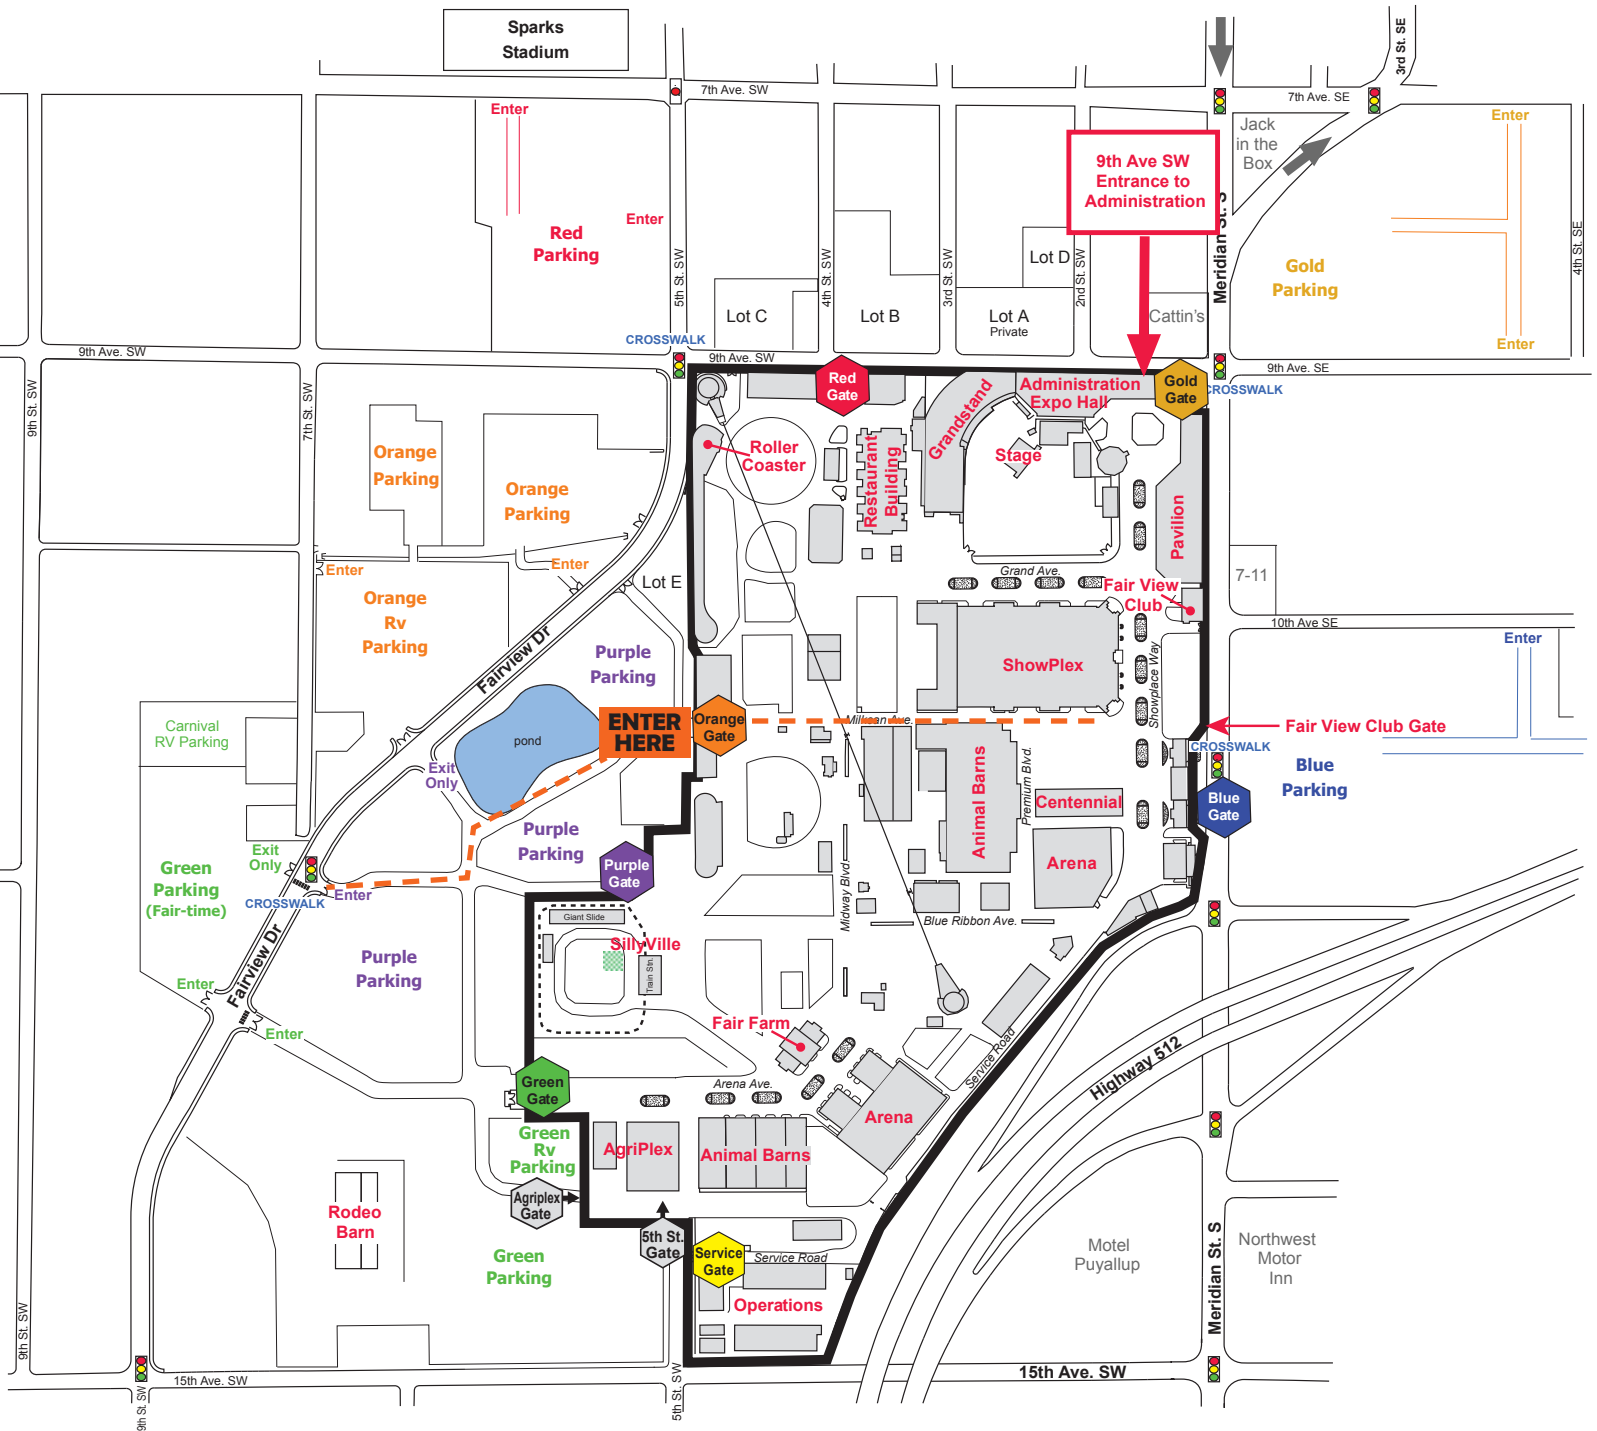 Sparks
Stadium
3rd St. SE
7th Ave. SW
7th Ave. SE
Enter
Enter
Red
Parking
5th St. SW
4th St. SW
3rd St. SW
2nd St. SW
Lot D
Lot C
Lot B
Lot A
Private
9th Ave SW
Entrance to
Administration
Jack
in the
Box
Meridian St. S
Cattin's
Enter
Gold
Parking
4th St. SE
Enter
CROSSWALK
9th Ave. SW
9th Ave. SW
9th Ave. SE
CROSSWALK
9th St. SW
7th St. SW
Red
Gate
Gold
Gate
Administration
Expo Hall
Grandstand
Stage
Roller
Coaster
Restaurant
Building
Pavilion
Orange
Parking
Orange
Parking
Enter
Enter
Orange
Rv
Parking
Lot E
Grand Ave.
Fair View
Club
7-11
10th Ave SE
Enter
Fairview Dr
Purple
Parking
ShowPlex
Showplace Way
Carnival
RV Parking
pond
ENTER
HERE
Orange
Gate
Millican Ave.
Fair View Club Gate
CROSSWALK
Blue
Parking
Exit
Only
Animal Barns
Premium Blvd.
Centennial
Blue
Gate
Purple
Parking
Exit
Only
Green
Parking
(Fair-time)
Purple
Gate
Arena
Enter
CROSSWALK
Midway Blvd.
Blue Ribbon Ave.
Giant Slide
SillyVille
Train Stn.
Fairview Dr
Purple
Parking
Enter
Enter
Fair Farm
Service Road
Highway 512
Green
Gate
Arena Ave.
Arena
Green
Rv
Parking
AgriPlex
Animal Barns
Agriplex
Gate
Rodeo
Barn
5th St.
Gate
Service
Gate
Service Road
Green
Parking
Operations
Motel
Puyallup
Meridian St. S
Northwest
Motor
Inn
9th St. SW
15th Ave. SW
15th Ave. SW
9th St. SW
5th St. SW